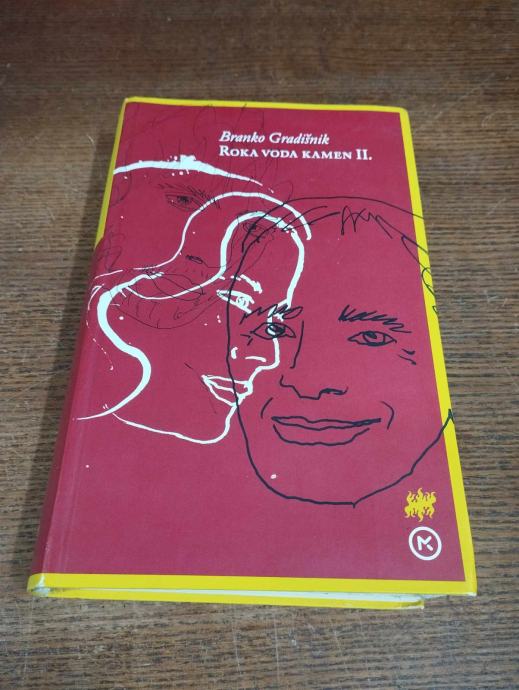 Branko Gradišnik
ROKA VODA KAMEN II.